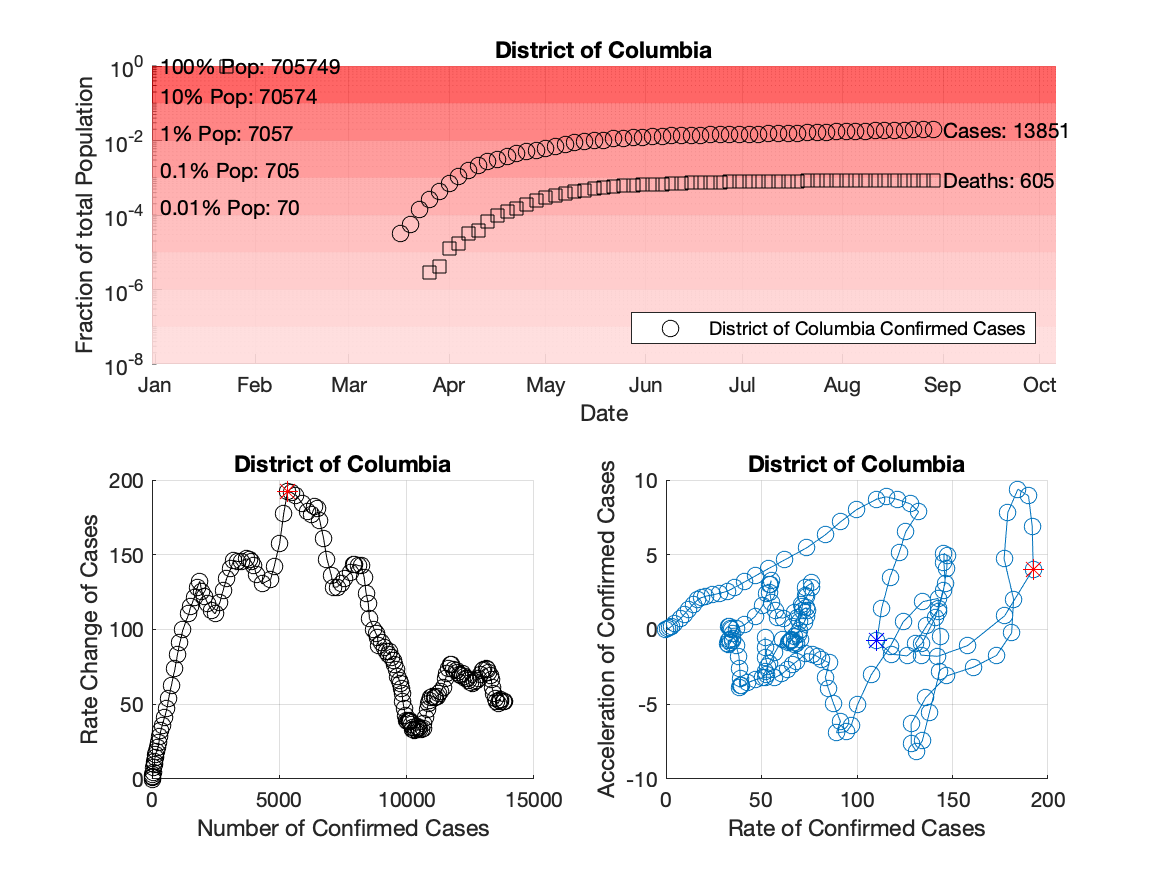 District of Columbia
Fraction of total Population
10^0
10^-2
10^-4
10^-6
10^-8
100% Pop: 705749
10% Pop: 70574
1% Pop: 7057
0.1% Pop: 705
0.01% Pop: 70
Cases: 13851
Deaths: 605
District of Columbia Confirmed Cases
Jan Feb Mar Apr May Jun Jul Aug Sep Oct
Date
District of Columbia
Rate Change of Cases
200
150
100
50
0
0 5000 10000 15000
Number of Confirmed Cases
District of Columbia
Acceleration of Confirmed Cases
10
5
0
-5
-10
0 50 100 150 200
Rate of Confirmed Cases